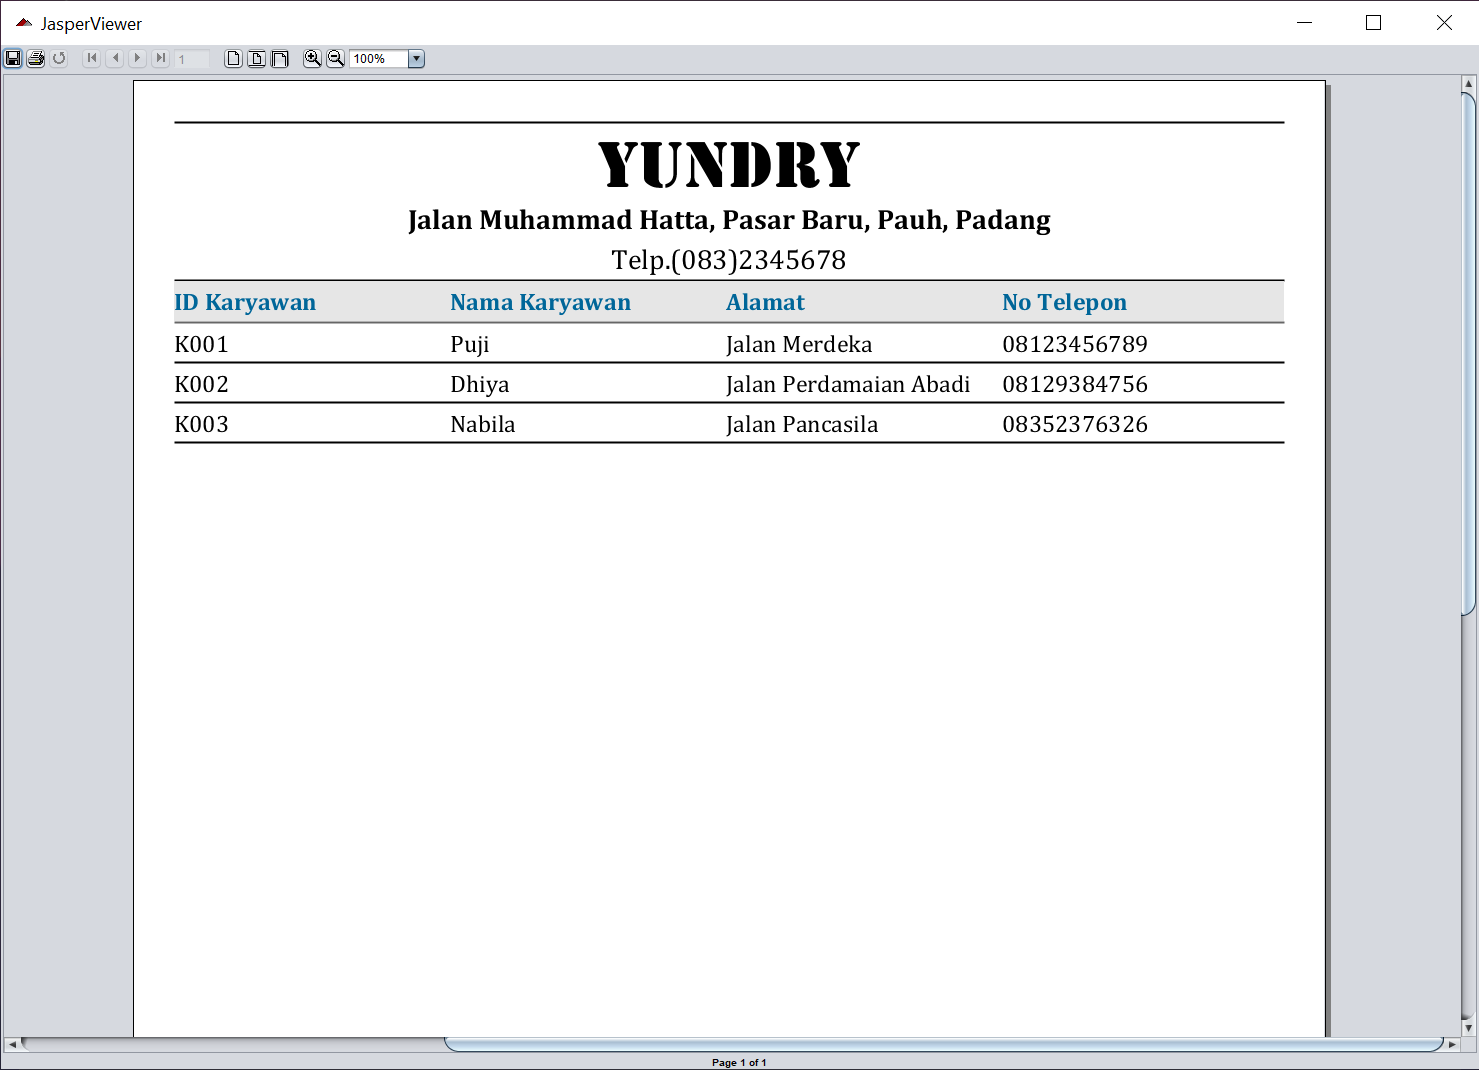 JasperViewer
1 100%
YUNDRY
Jalan Muhammad Hatta, Pasar Baru, Pauh, Padang
Telp.(083)2345678
ID Karyawan Nama Karyawan Alamat No Telepon
K001 Puji Jalan Merdeka 08123456789
K002 Dhiya Jalan Perdamaian Abadi 08129384756
K003 Nabila Jalan Pancasila 08352376326
Page 1 of 1